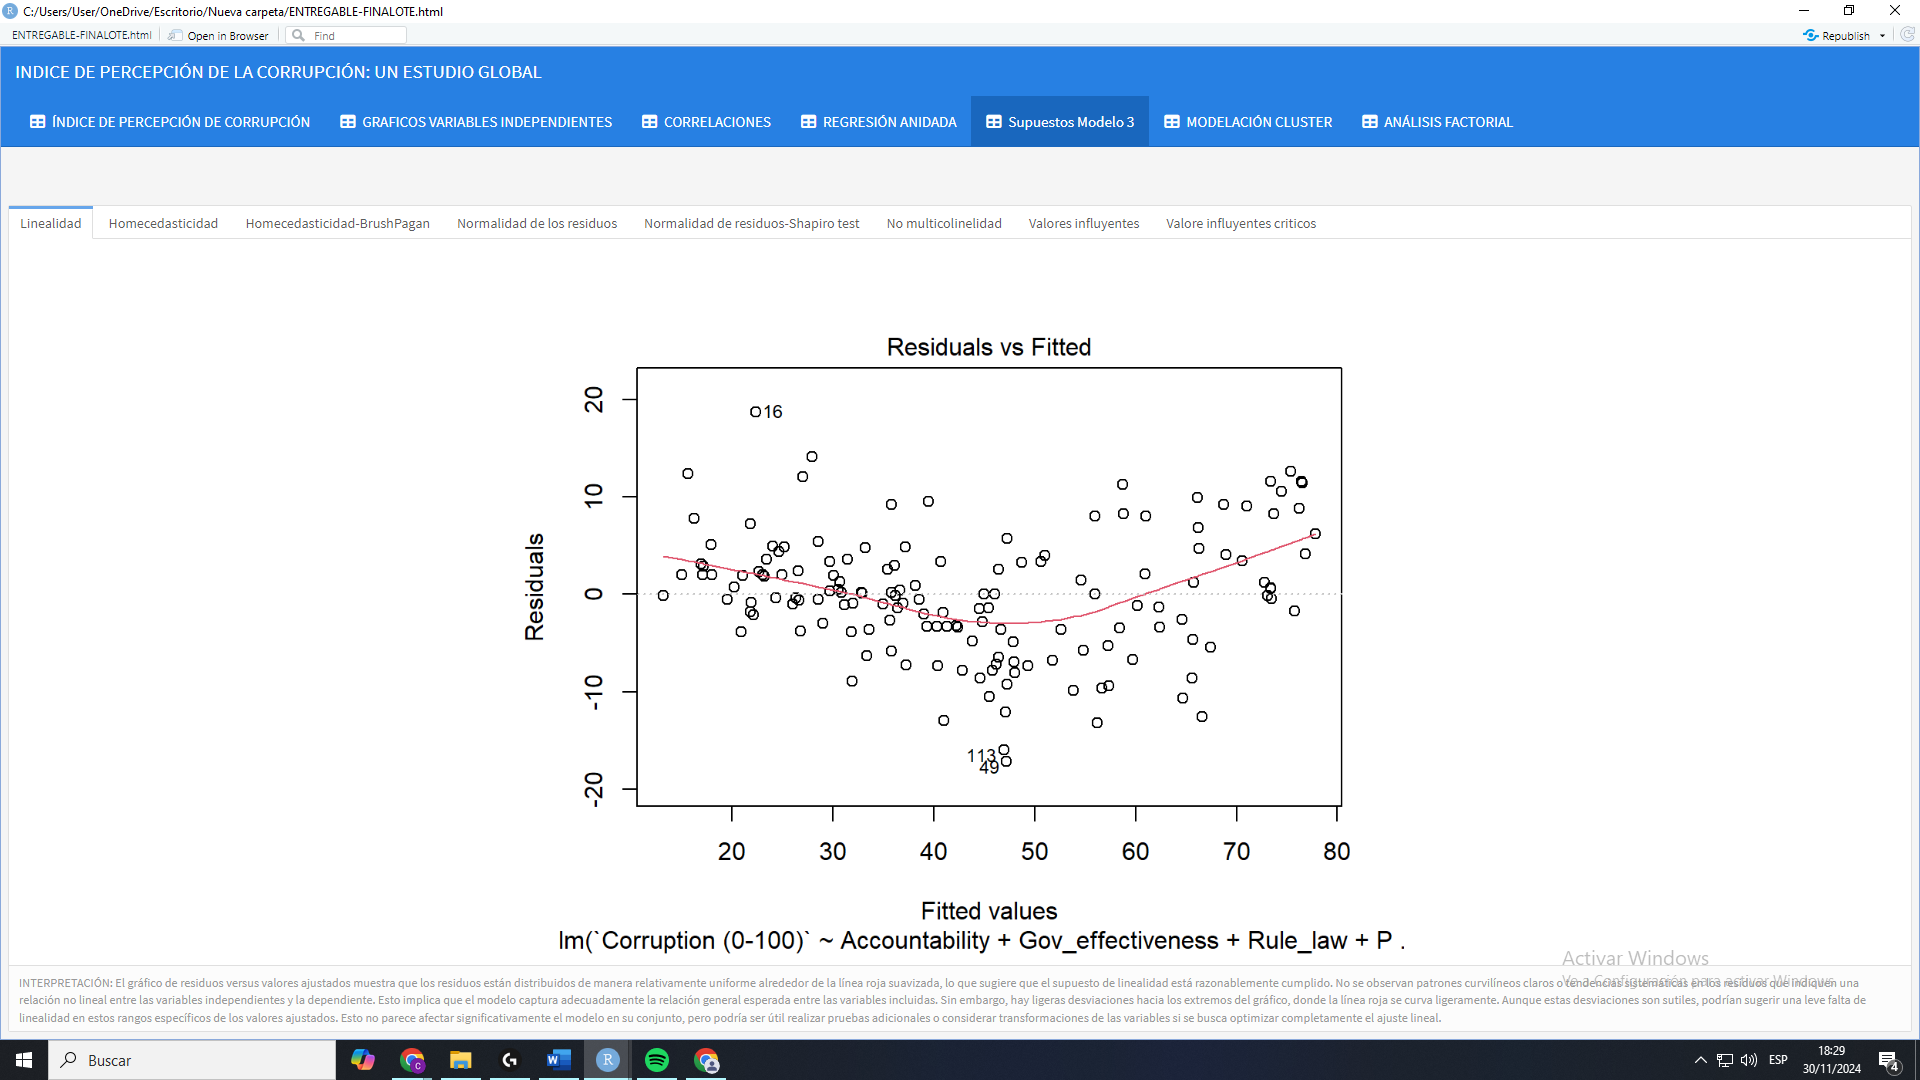 C:/Users/User/OneDrive/Escritorio/Nueva carpeta/ENTREGABLE-FINALOTE.html
ENTREGABLE-FINALOTE.html Open in Browser Find Republish
INDICE DE PERCEPCIÓN DE LA CORRUPCIÓN: UN ESTUDIO GLOBAL
ÍNDICE DE PERCEPCIÓN DE CORRUPCIÓN GRAFICOS VARIABLES INDEPENDIENTES CORRELACIONES REGRESIÓN ANIDADA Supuestos Modelo 3 MODELACIÓN CLUSTER ANÁLISIS FACTORIAL
Linealidad Homecedasticidad Homecedasticidad-BrushPagan Normalidad de los residuos Normalidad de residuos-Shapiro test No multicolinelidad Valores influyentes Valore influyentes criticos
Residuals vs Fitted
20
16
10
Residuals
0
-10
113
49
-20
20 30 40 50 60 70 80
Fitted values
lm(`Corruption (0-100)` ~ Accountability + Gov_effectiveness + Rule_law + P .
Activar Windows
Ve a Configuración para activar Windows.
INTERPRETACIÓN: El gráfico de residuos versus valores ajustados muestra que los residuos están distribuidos de manera relativamente uniforme alrededor de la línea roja suavizada, lo que sugiere que el supuesto de linealidad está razonablemente cumplido. No se observan patrones curvilíneos claros o tendencias sistemáticas en los residuos que indiquen una
relación no lineal entre las variables independientes y la dependiente. Esto implica que el modelo captura adecuadamente la relación general esperada entre las variables incluidas. Sin embargo, hay ligeras desviaciones hacia los extremos del gráfico, donde la línea roja se curva ligeramente. Aunque estas desviaciones son sutiles, podrían sugerir una leve falta de
linealidad en estos rangos específicos de los valores ajustados. Esto no parece afectar significativamente el modelo en su conjunto, pero podría ser útil realizar pruebas adicionales o considerar transformaciones de las variables si se busca optimizar completamente el ajuste lineal.
Buscar
ESP
18:29
30/11/2024
4